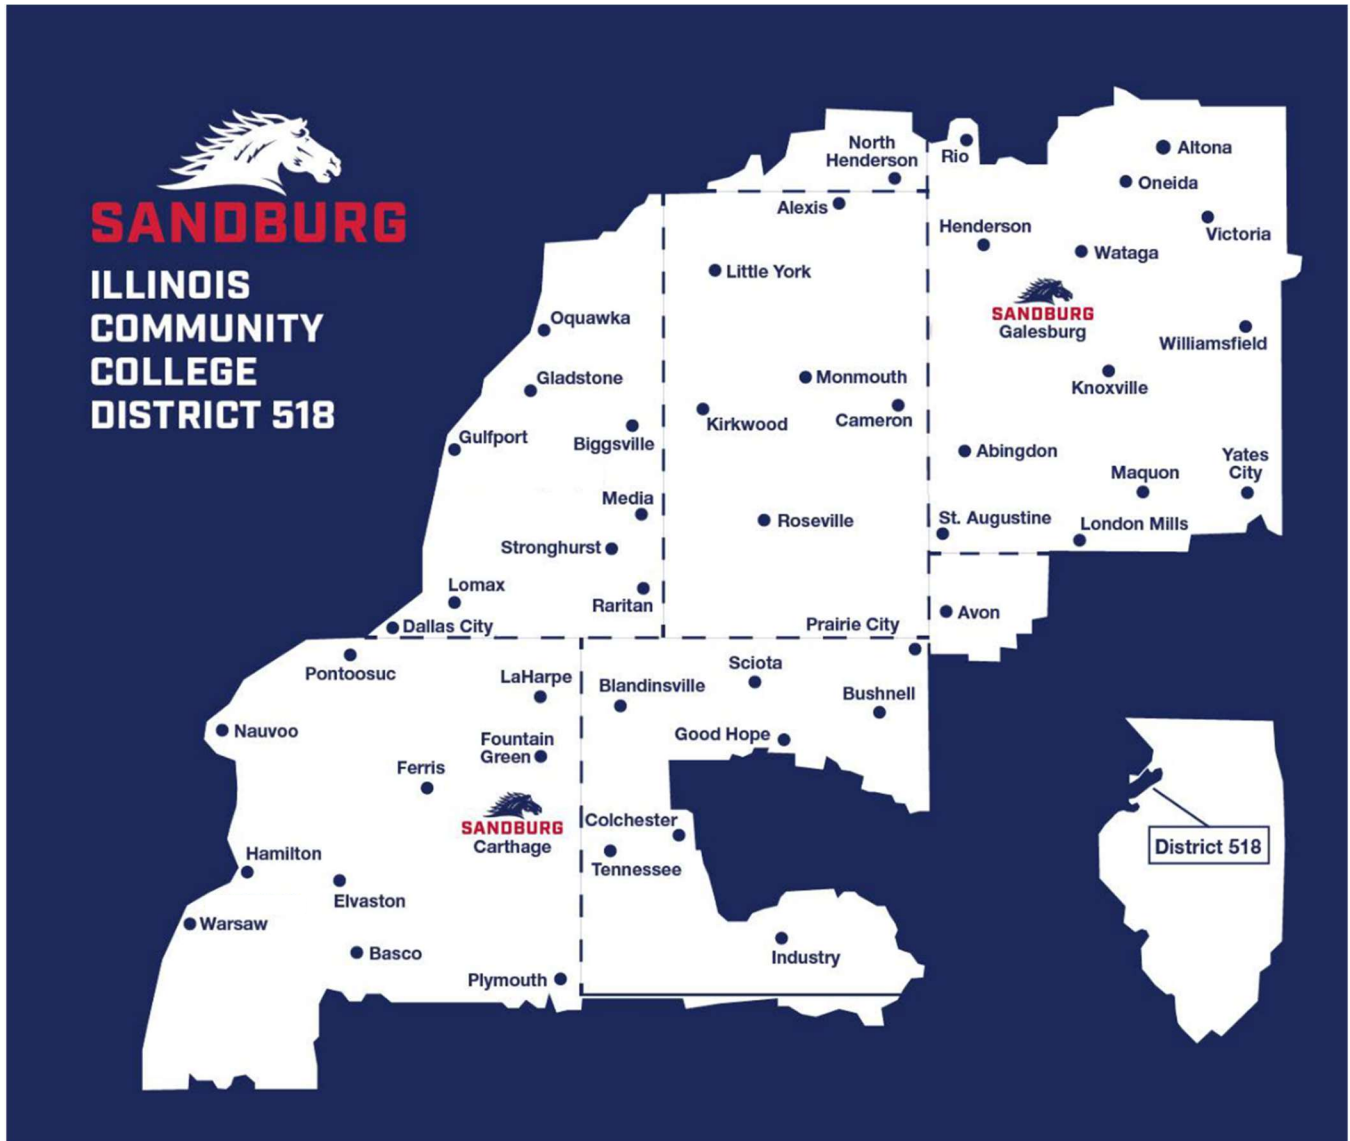 SANDBURG
ILLINOIS
COMMUNITY
COLLEGE
DISTRICT 518
North
Henderson
Rio
Altona
Oneida
Alexis
Victoria
Henderson
Wataga
Little York
SANDBURG
Galesburg
Oquawka
Williamsfield
Gladstone
Monmouth
Knoxville
Kirkwood
Cameron
Gulfport
Biggsville
Abingdon
Yates
City
Maquon
Media
St. Augustine
Roseville
London Mills
Stronghurst
Lomax
Raritan
Avon
Dallas City
Prairie City
Pontoosuc
LaHarpe
Sciota
Blandinsville
Bushnell
Nauvoo
Good Hope
Fountain
Green
Ferris
SANDBURG
Carthage
Colchester
District 518
Hamilton
Tennessee
Elvaston
Warsaw
Basco
Industry
Plymouth